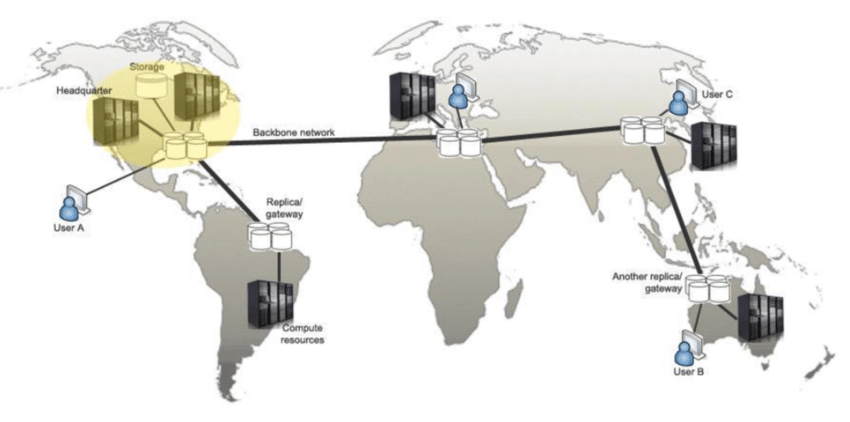 Storage
Headquarter
Backbone network
User C
User A
Replica/
gateway
Another replica/
gateway
Compute
resources
User B